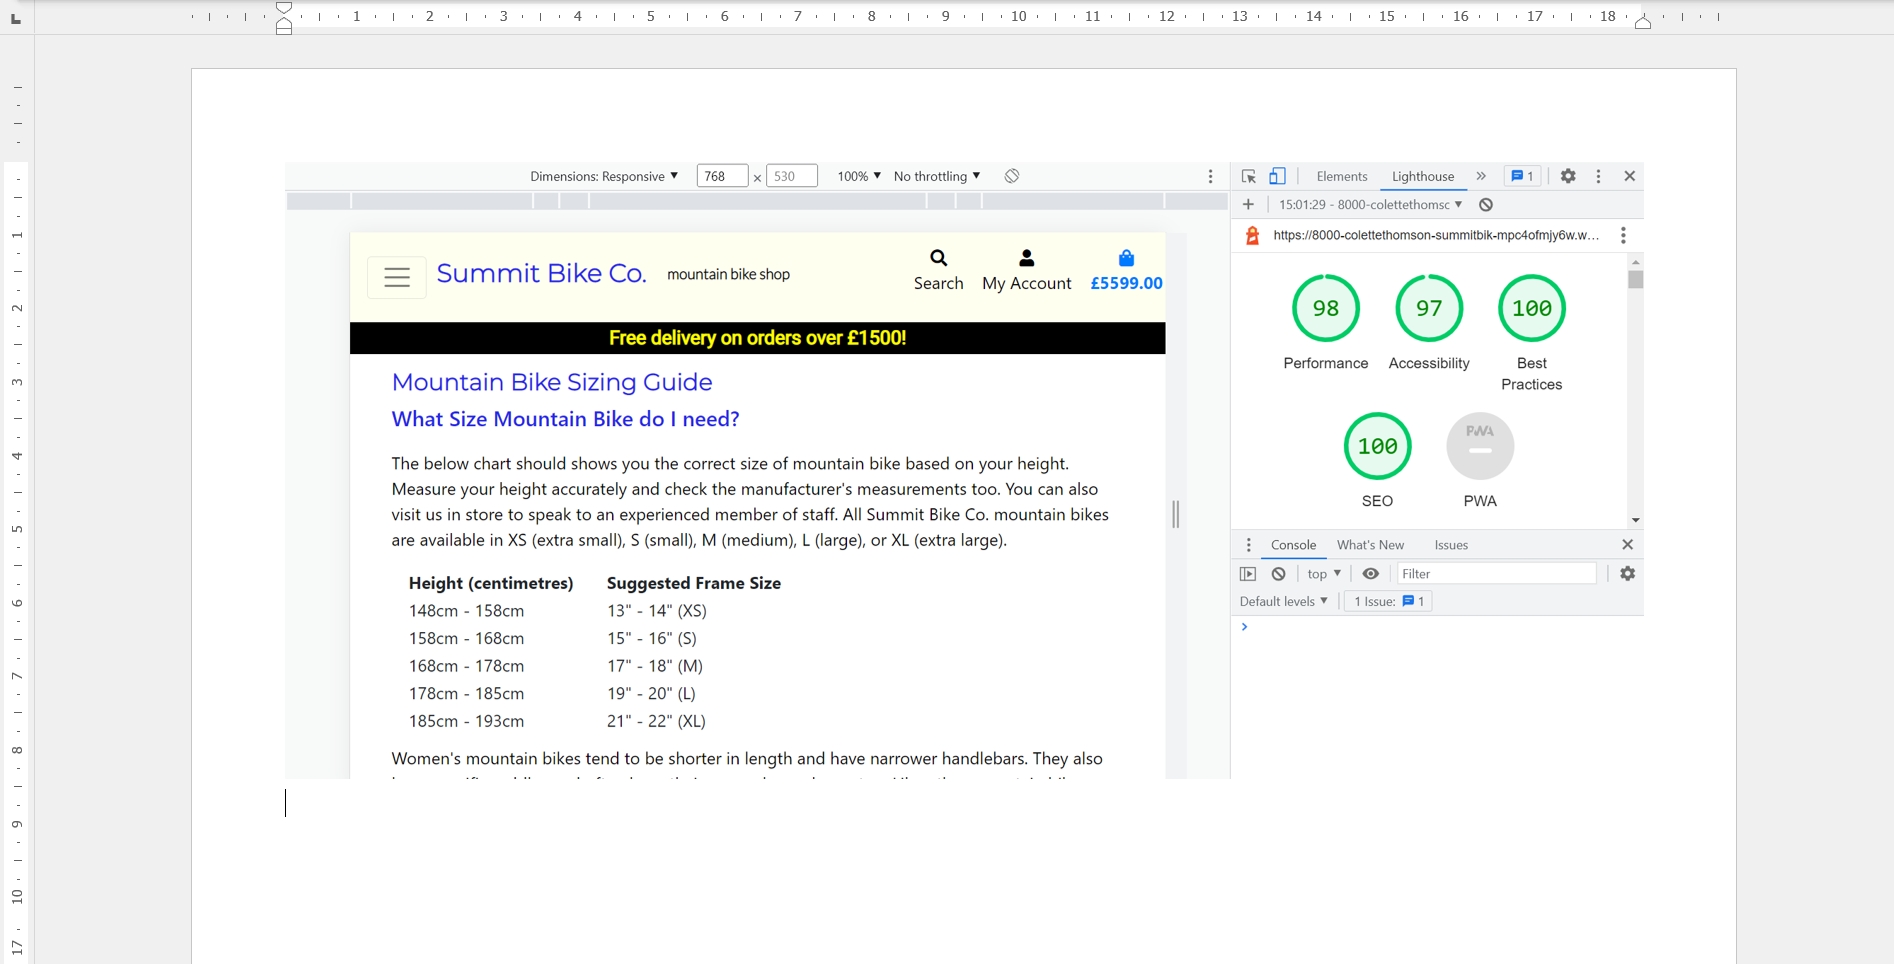 1 2 3 4 5 6 7 8 9 10 11 12 13 14 15 16 17 18
Dimensions: Responsive 768 x 530 100% No throttling
Elements Lighthouse 1
15:01:29 - 8000-colettethomsc
https://8000-colettethomson-summitbik-mpc4ofmjy6w.w...
Summit Bike Co. mountain bike shop
Search My Account £5599.00
Free delivery on orders over £1500!
Mountain Bike Sizing Guide
What Size Mountain Bike do I need?
The below chart should shows you the correct size of mountain bike based on your height.
Measure your height accurately and check the manufacturer's measurements too. You can also
visit us in store to speak to an experienced member of staff. All Summit Bike Co. mountain bikes
are available in XS (extra small), S (small), M (medium), L (large), or XL (extra large).
Height (centimetres) Suggested Frame Size
148cm - 158cm 13" - 14" (XS)
158cm - 168cm 15" - 16" (S)
168cm - 178cm 17" - 18" (M)
178cm - 185cm 19" - 20" (L)
185cm - 193cm 21" - 22" (XL)
Women's mountain bikes tend to be shorter in length and have narrower handlebars. They also
98 97 100
Performance Accessibility Best
Practices
100 PWA
SEO PWA
Console What's New Issues
top Filter
Default levels 1 Issue: 1
1
2
3
4
5
6
7
8
9
10
17